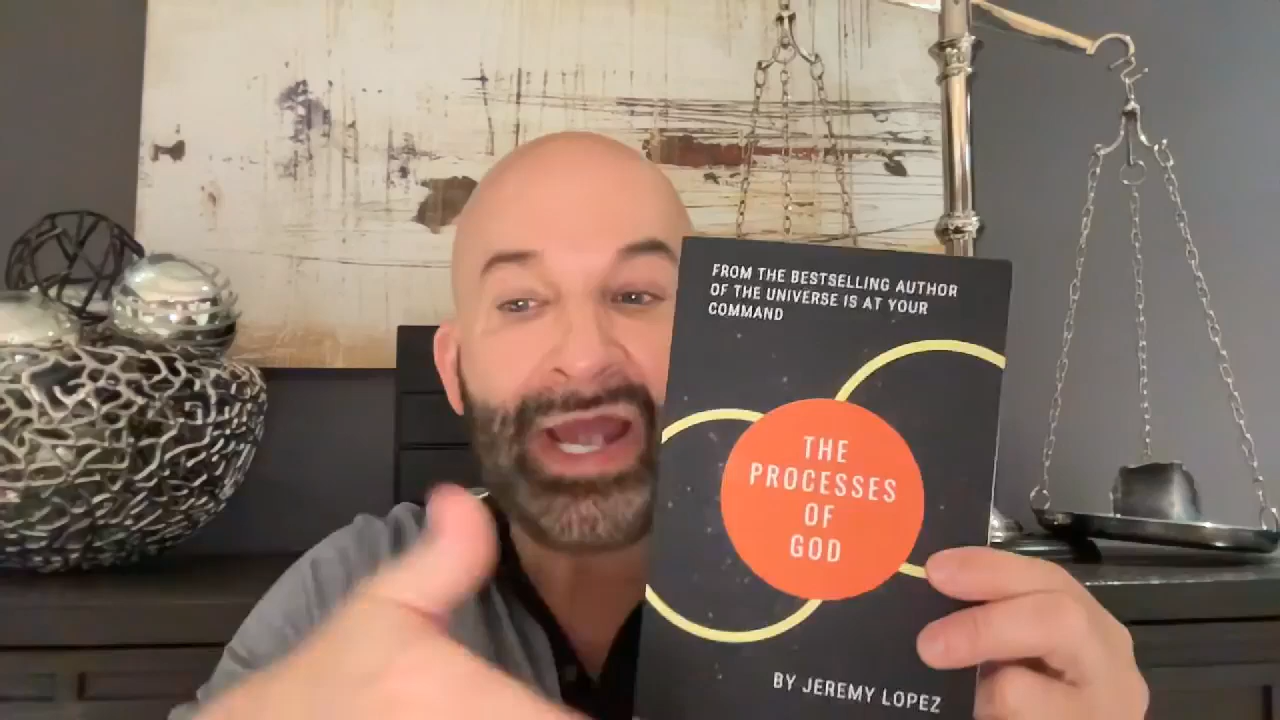 FROM THE BESTSELLING AUTHOR
OF THE UNIVERSE IS AT YOUR
COMMAND
THE
PROCESSES
OF
GOD
BY JEREMY LOPEZ